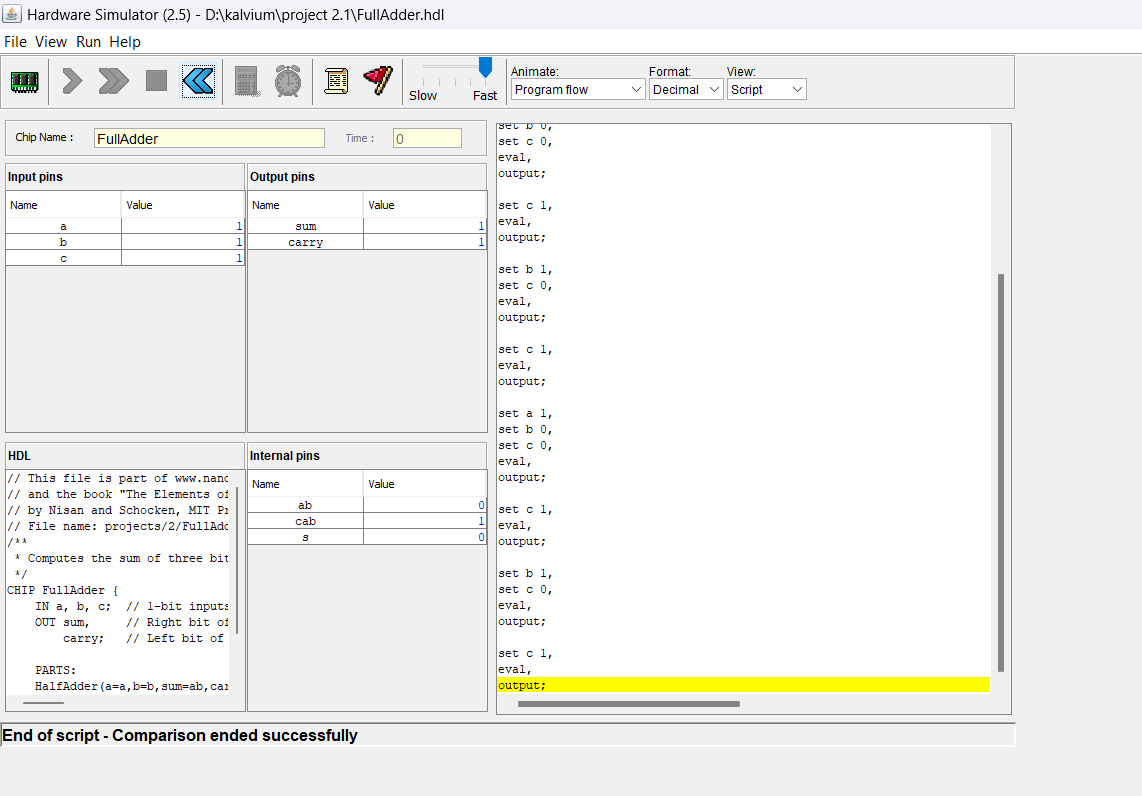 Hardware Simulator (2.5) - D:\kalvium\project 2.1\FullAdder.hdl
File View Run Help
Slow Fast
Animate:
Program flow
Format:
Decimal
View:
Script
Chip Name :
FullAdder
Time :
0
Input pins
Name Value
a 1
b 1
c 1
Output pins
Name Value
sum 1
carry 1
HDL
// This file is part of www.nanc
// and the book "The Elements of
// by Nisan and Schocken, MIT Pr
// File name: projects/2/FullAdd
/**
* Computes the sum of three bit
*/
CHIP FullAdder {
IN a, b, c; // 1-bit inputs
OUT sum, // Right bit of
carry; // Left bit of
PARTS:
HalfAdder(a=a,b=b,sum=ab,car
Internal pins
Name Value
ab 0
cab 1
s 0
set b 0,
set c 0,
eval,
output;
set c 1,
eval,
output;
set b 1,
set c 0,
eval,
output;
set c 1,
eval,
output;
set a 1,
set b 0,
set c 0,
eval,
output;
set c 1,
eval,
output;
set b 1,
set c 0,
eval,
output;
set c 1,
eval,
output;
End of script - Comparison ended successfully